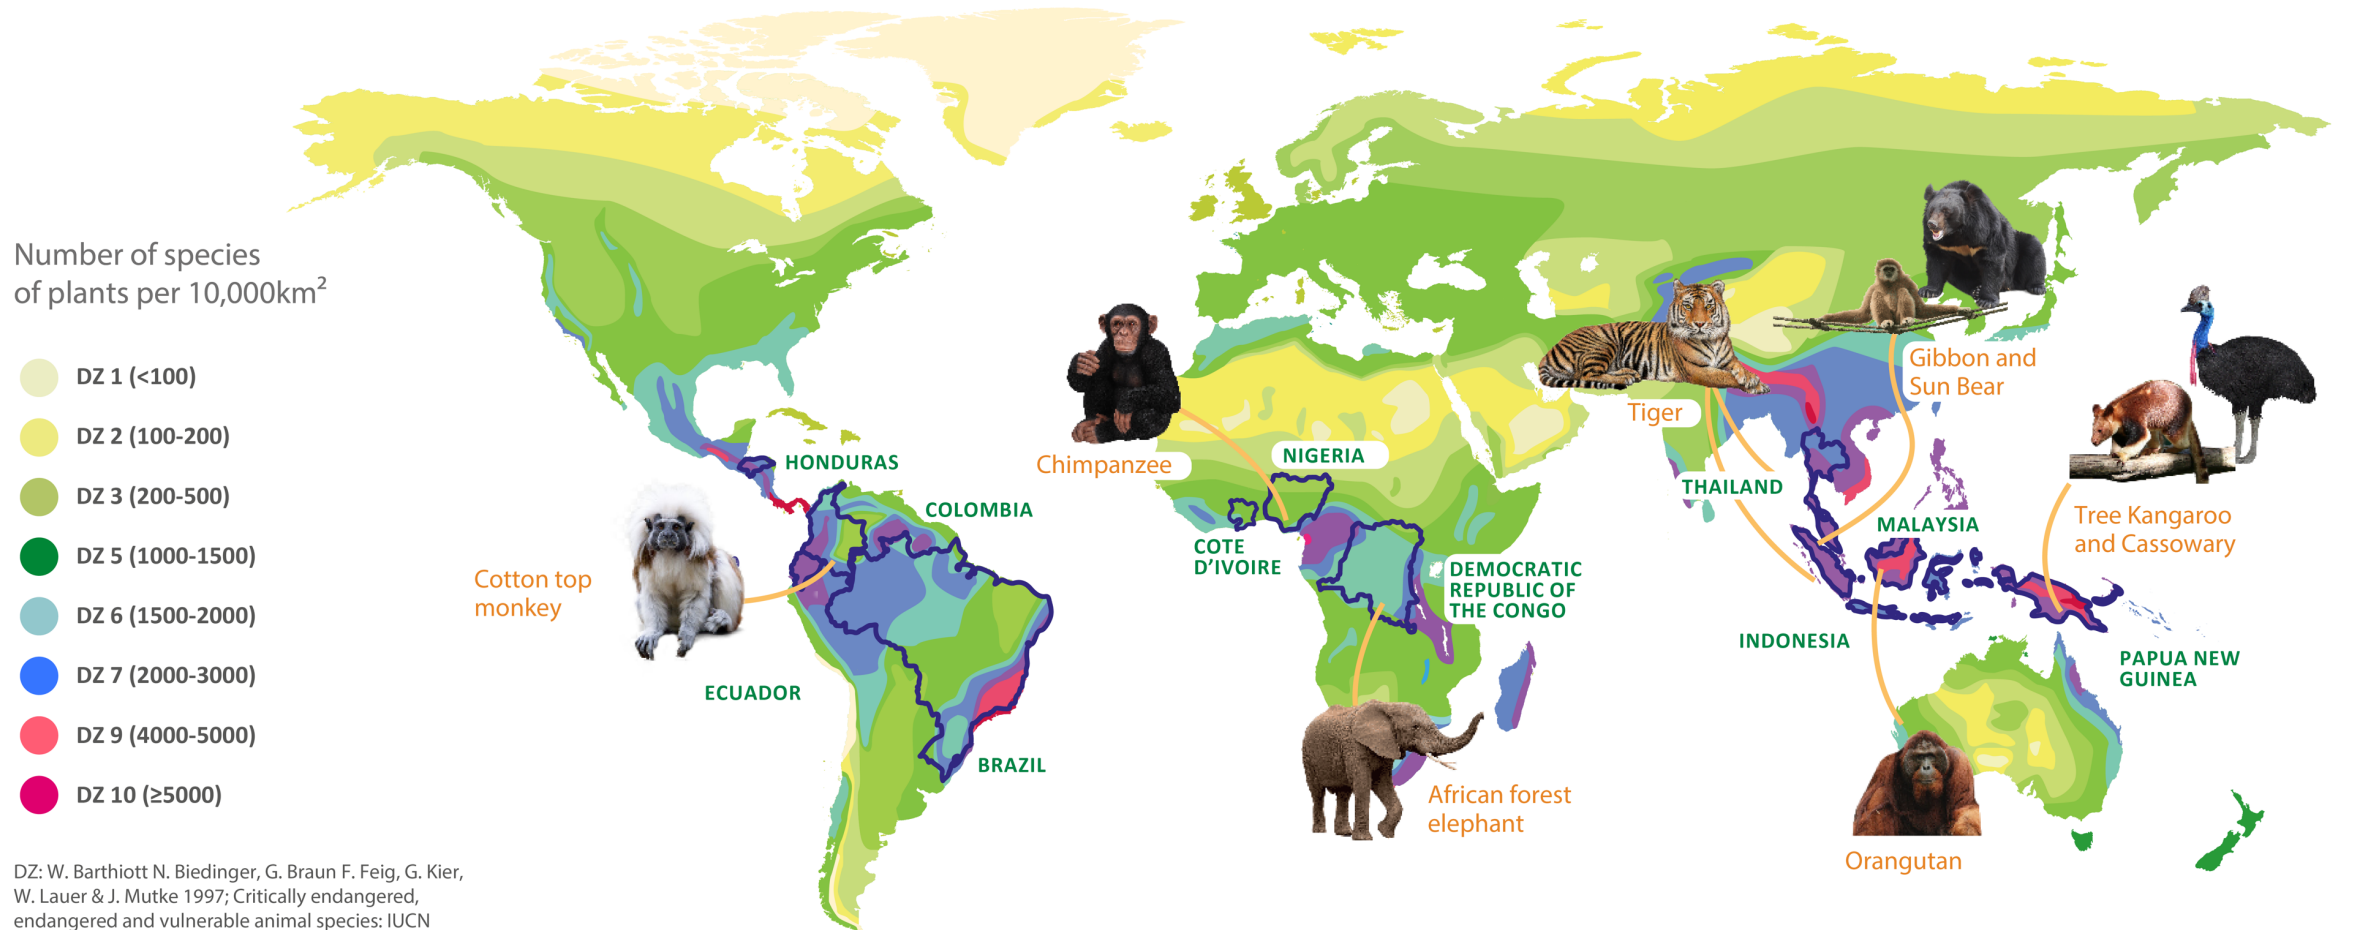 Number of species
of plants per 10,000km²
DZ 1 (<100)
DZ 2 (100-200)
DZ 3 (200-500)
DZ 5 (1000-1500)
DZ 6 (1500-2000)
DZ 7 (2000-3000)
DZ 9 (4000-5000)
DZ 10 (≥5000)
DZ: W. Barthiott N. Biedinger, G. Braun F. Feig, G. Kier,
W. Lauer & J. Mutke 1997; Critically endangered,
endangered and vulnerable animal species: IUCN
HONDURAS
COLOMBIA
Cotton top
monkey
ECUADOR
BRAZIL
Chimpanzee
NIGERIA
COTE
D'IVOIRE
DEMOCRATIC
REPUBLIC OF
THE CONGO
African forest
elephant
Tiger
Gibbon and
Sun Bear
THAILAND
MALAYSIA
INDONESIA
Tree Kangaroo
and Cassowary
PAPUA NEW
GUINEA
Orangutan